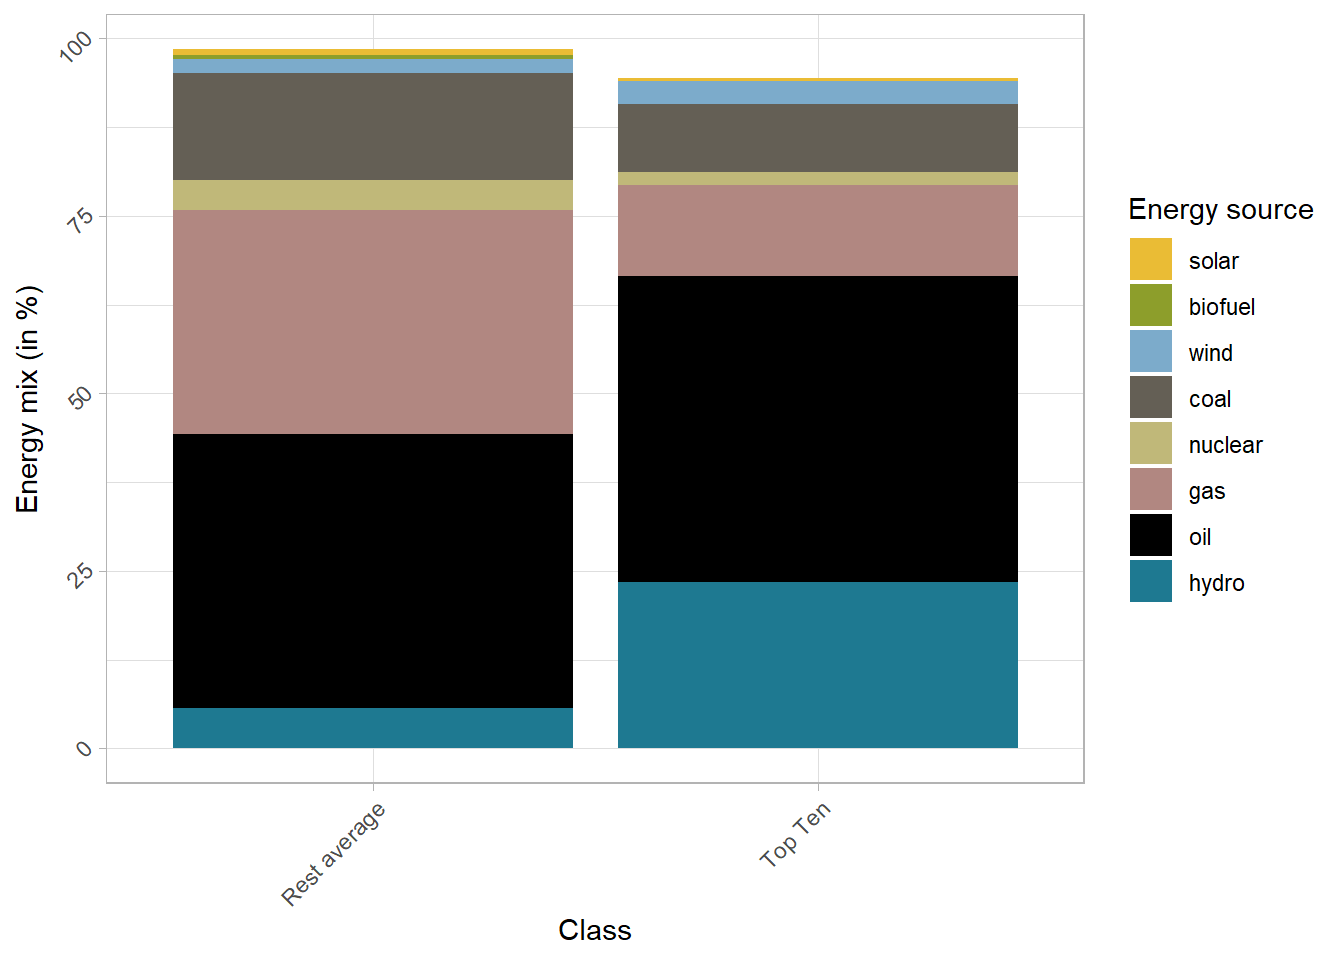 100
75
50
25
0
Energy mix (in %)
Rest average
Top Ten
Class
Energy source
solar
biofuel
wind
coal
nuclear
gas
oil
hydro